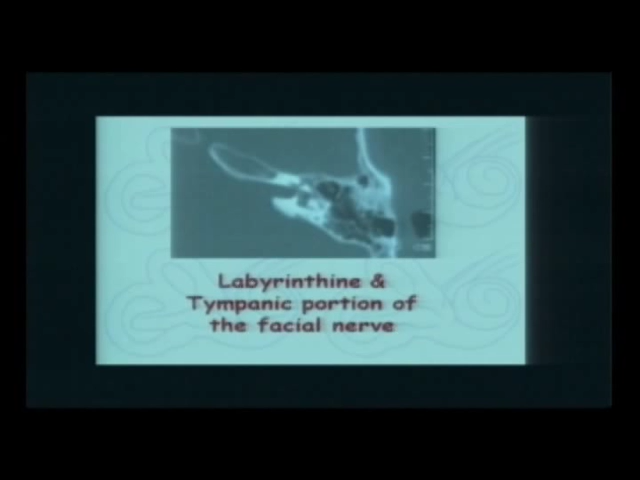 Labyrinthine &
Tympanic portion of
the facial nerve